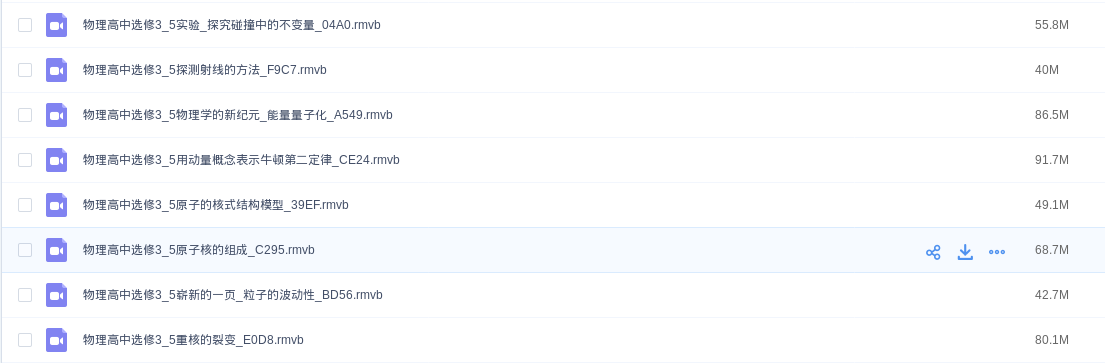 物理高中选修3_5实验_探究碰撞中的不变量_04A0.rmvb 55.8M
物理高中选修3_5探测射线的方法_F9C7.rmvb 40M
物理高中选修3_5物理学的新纪元_能量量子化_A549.rmvb 86.5M
物理高中选修3_5用动量概念表示牛顿第二定律_CE24.rmvb 91.7M
物理高中选修3_5原子的核式结构模型_39EF.rmvb 49.1M
物理高中选修3_5原子核的组成_C295.rmvb 68.7M
物理高中选修3_5崭新的一页_粒子的波动性_BD56.rmvb 42.7M
物理高中选修3_5重核的裂变_E0D8.rmvb 80.1M